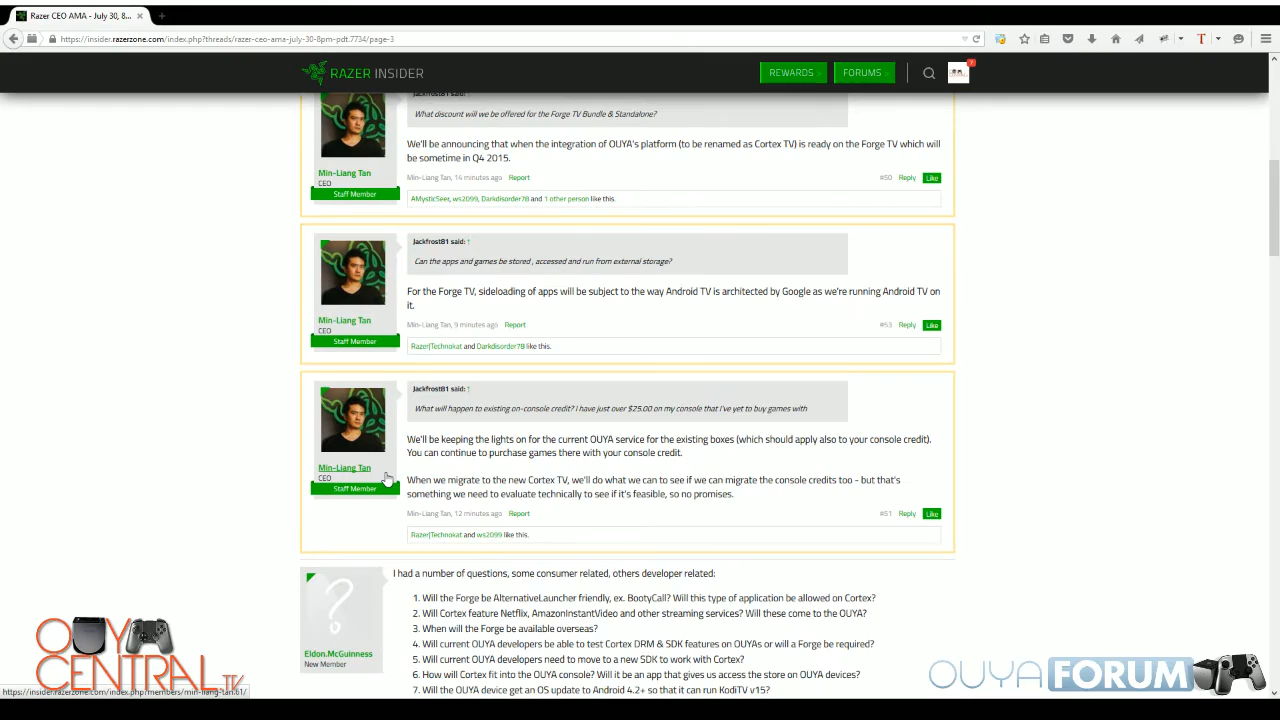 Razer CEO AMA - July 30, 8...
https://insider.razerzone.com/index.php?threads/razer-ceo-ama-july-30-8pm-pdt.7734/page-3
RAZER INSIDER
REWARDS
FORUMS
7
Jackfrost81 said: ↑
What discount will we be offered for the Forge TV Bundle & Standalone?
We'll be announcing that when the integration of OUYA's platform (to be renamed as Cortex TV) is ready on the Forge TV which will
be sometime in Q4 2015.
Min-Liang Tan
CEO
Staff Member
Min-Liang Tan, 14 minutes ago Report
#50 Reply Like
AMysticSeer, ws2099, Darkdisorder78 and 1 other person like this.
Jackfrost81 said: ↑
Can the apps and games be stored , accessed and run from external storage?
For the Forge TV, sideloading of apps will be subject to the way Android TV is architected by Google as we're running Android TV on
it.
Min-Liang Tan
CEO
Staff Member
Min-Liang Tan, 9 minutes ago Report
#53 Reply Like
Razer|Technokat and Darkdisorder78 like this.
Jackfrost81 said: ↑
What will happen to existing on-console credit? I have just over $25.00 on my console that I've yet to buy games with
We'll be keeping the lights on for the current OUYA service for the existing boxes (which should apply also to your console credit).
You can continue to purchase games there with your console credit.
When we migrate to the new Cortex TV, we'll do what we can to see if we can migrate the console credits too - but that's
something we need to evaluate technically to see if it's feasible, so no promises.
Min-Liang Tan
CEO
Staff Member
Min-Liang Tan, 12 minutes ago Report
#51 Reply Like
Razer|Technokat and ws2099 like this.
I had a number of questions, some consumer related, others developer related:
1. Will the Forge be AlternativeLauncher friendly, ex. BootyCall? Will this type of application be allowed on Cortex?
2. Will Cortex feature Netflix, AmazonInstantVideo and other streaming services? Will these come to the OUYA?
3. When will the Forge be available overseas?
4. Will current OUYA developers be able to test Cortex DRM & SDK features on OUYAs or will a Forge be required?
5. Will current OUYA developers need to move to a new SDK to work with Cortex?
6. How will Cortex fit into the OUYA console? Will it be an app that gives us access the store on OUYA devices?
7. Will the OUYA device get an OS update to Android 4.2+ so that it can run KodiTV v15?
Eldon.McGuinness
New Member
OUYA
CENTRAL TV
OUYAFORUM
https://insider.razerzone.com/index.php?members/min-liang-tan.61/